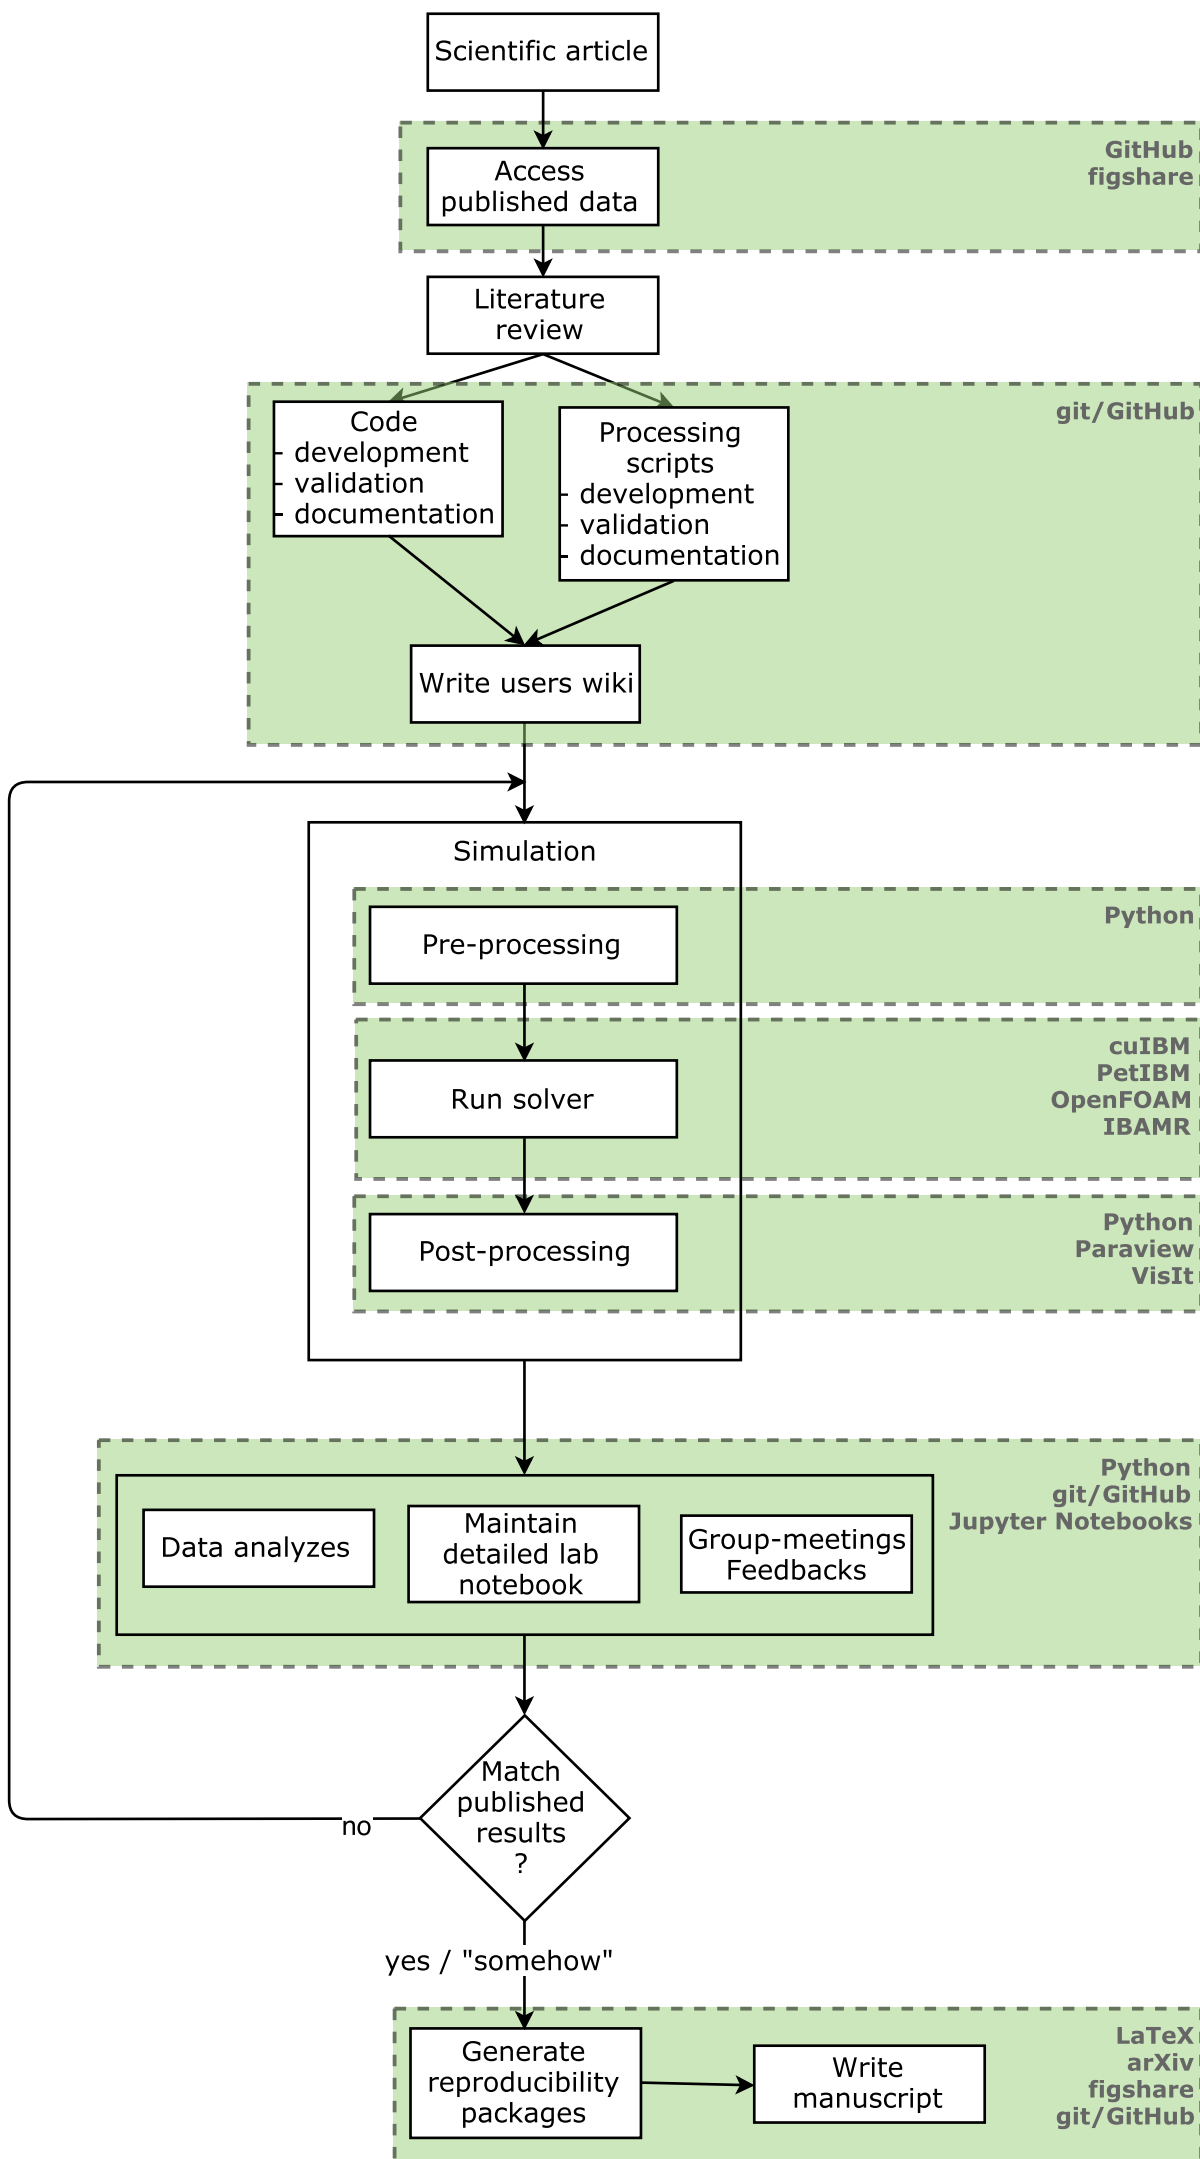 Scientific article
GitHub
figshare
Access
published data
Literature
review
git/GitHub
Code
- development
- validation
- documentation
Processing
scripts
- development
- validation
- documentation
Write users wiki
Simulation
Python
Pre-processing
cuIBM
PetIBM
OpenFOAM
IBAMR
Run solver
Python
Paraview
VisIt
Post-processing
Python
git/GitHub
Jupyter Notebooks
Data analyzes
Maintain
detailed lab
notebook
Group-meetings
Feedbacks
Match
published
results
?
no
yes / "somehow"
LaTeX
arXiv
figshare
git/GitHub
Generate
reproducibility
packages
Write
manuscript